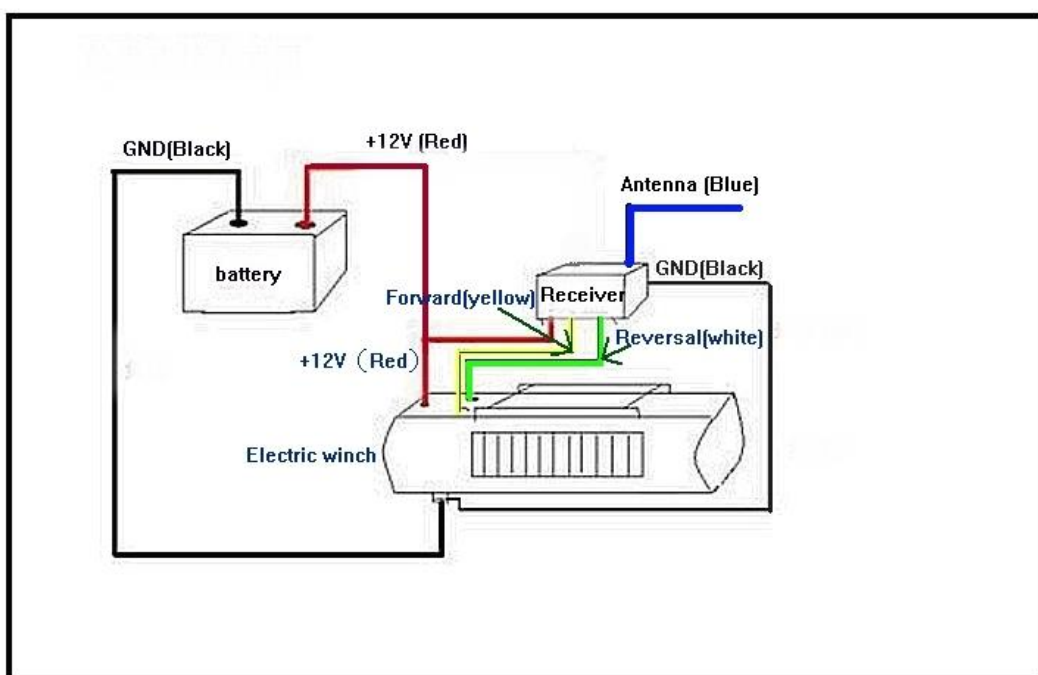 +12V (Red)
GND(Black)
Antenna (Blue)
battery
GND(Black)
Forward(yellow)
Receiver
Reversal(white)
+12V（Red）
Electric winch